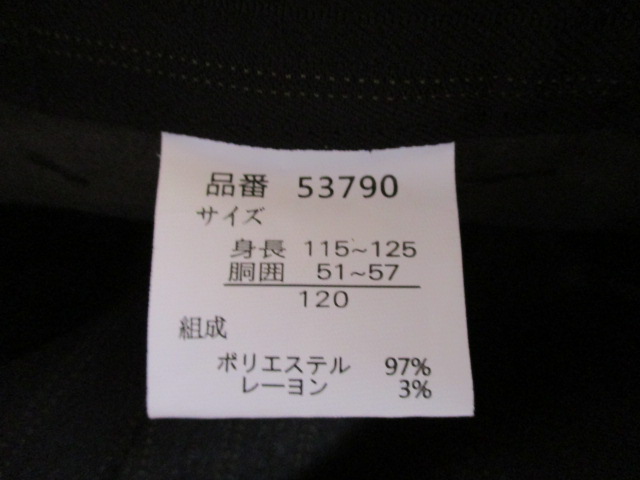 品番 53790
サイズ
身長 115~125
胴囲 51~57
120
組成
ポリエステル 97%
レーヨン 3%